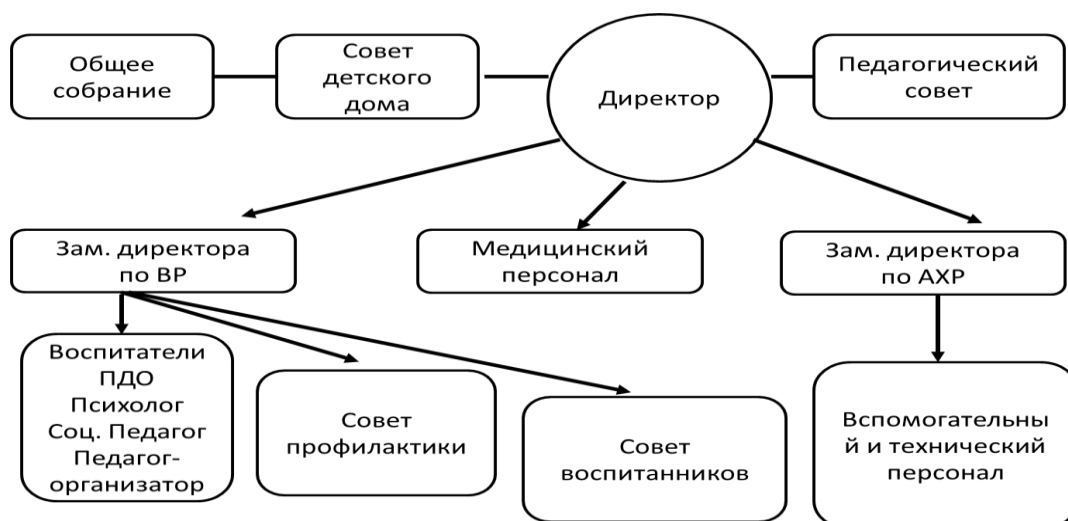 Общее
собрание
Совет
детского
дома
Директор
Педагогический
совет
Зам. директора
по ВР
Медицинский
персонал
Зам. директора
по АХР
Воспитатели
ПДО
Психолог
Соц. Педагог
Педагог-
организатор
Совет
профилактики
Совет
воспитанников
Вспомогательны
й и технический
персонал